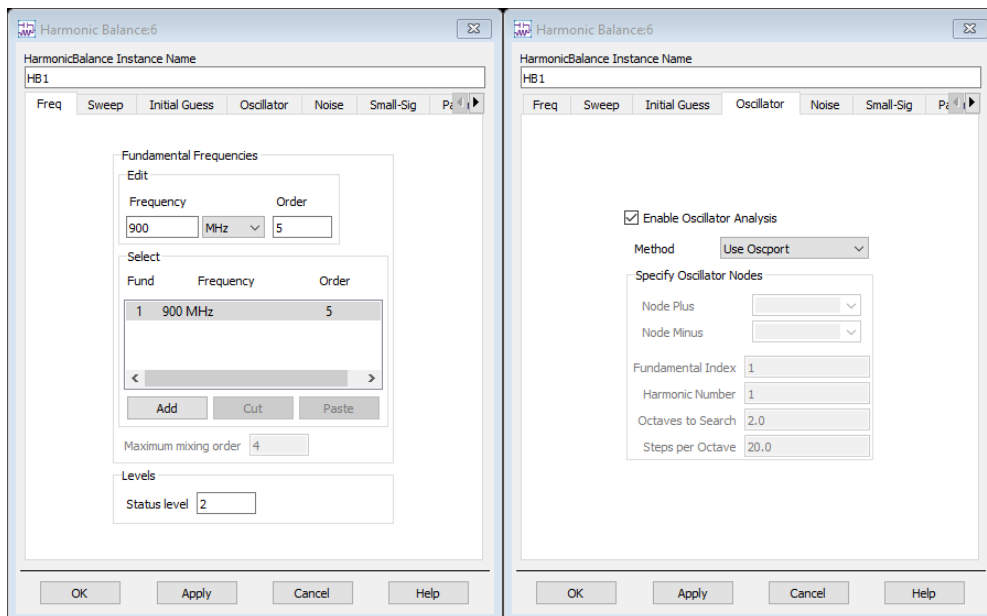 Harmonic Balance:6
HarmonicBalance Instance Name
HB1
Freq Sweep Initial Guess Oscillator Noise Small-Sig
Fundamental Frequencies
Edit
Frequency Order
900 MHz 5
Select
Fund Frequency Order
1 900 MHz 5
Add Cut Paste
Maximum mixing order 4
Levels
Status level 2
OK Apply Cancel Help
Harmonic Balance:6
HarmonicBalance Instance Name
HB1
Freq Sweep Initial Guess Oscillator Noise Small-Sig
Enable Oscillator Analysis
Method Use Oscport
Specify Oscillator Nodes
Node Plus
Node Minus
Fundamental Index 1
Harmonic Number 1
Octaves to Search 2.0
Steps per Octave 20.0
OK Apply Cancel Help